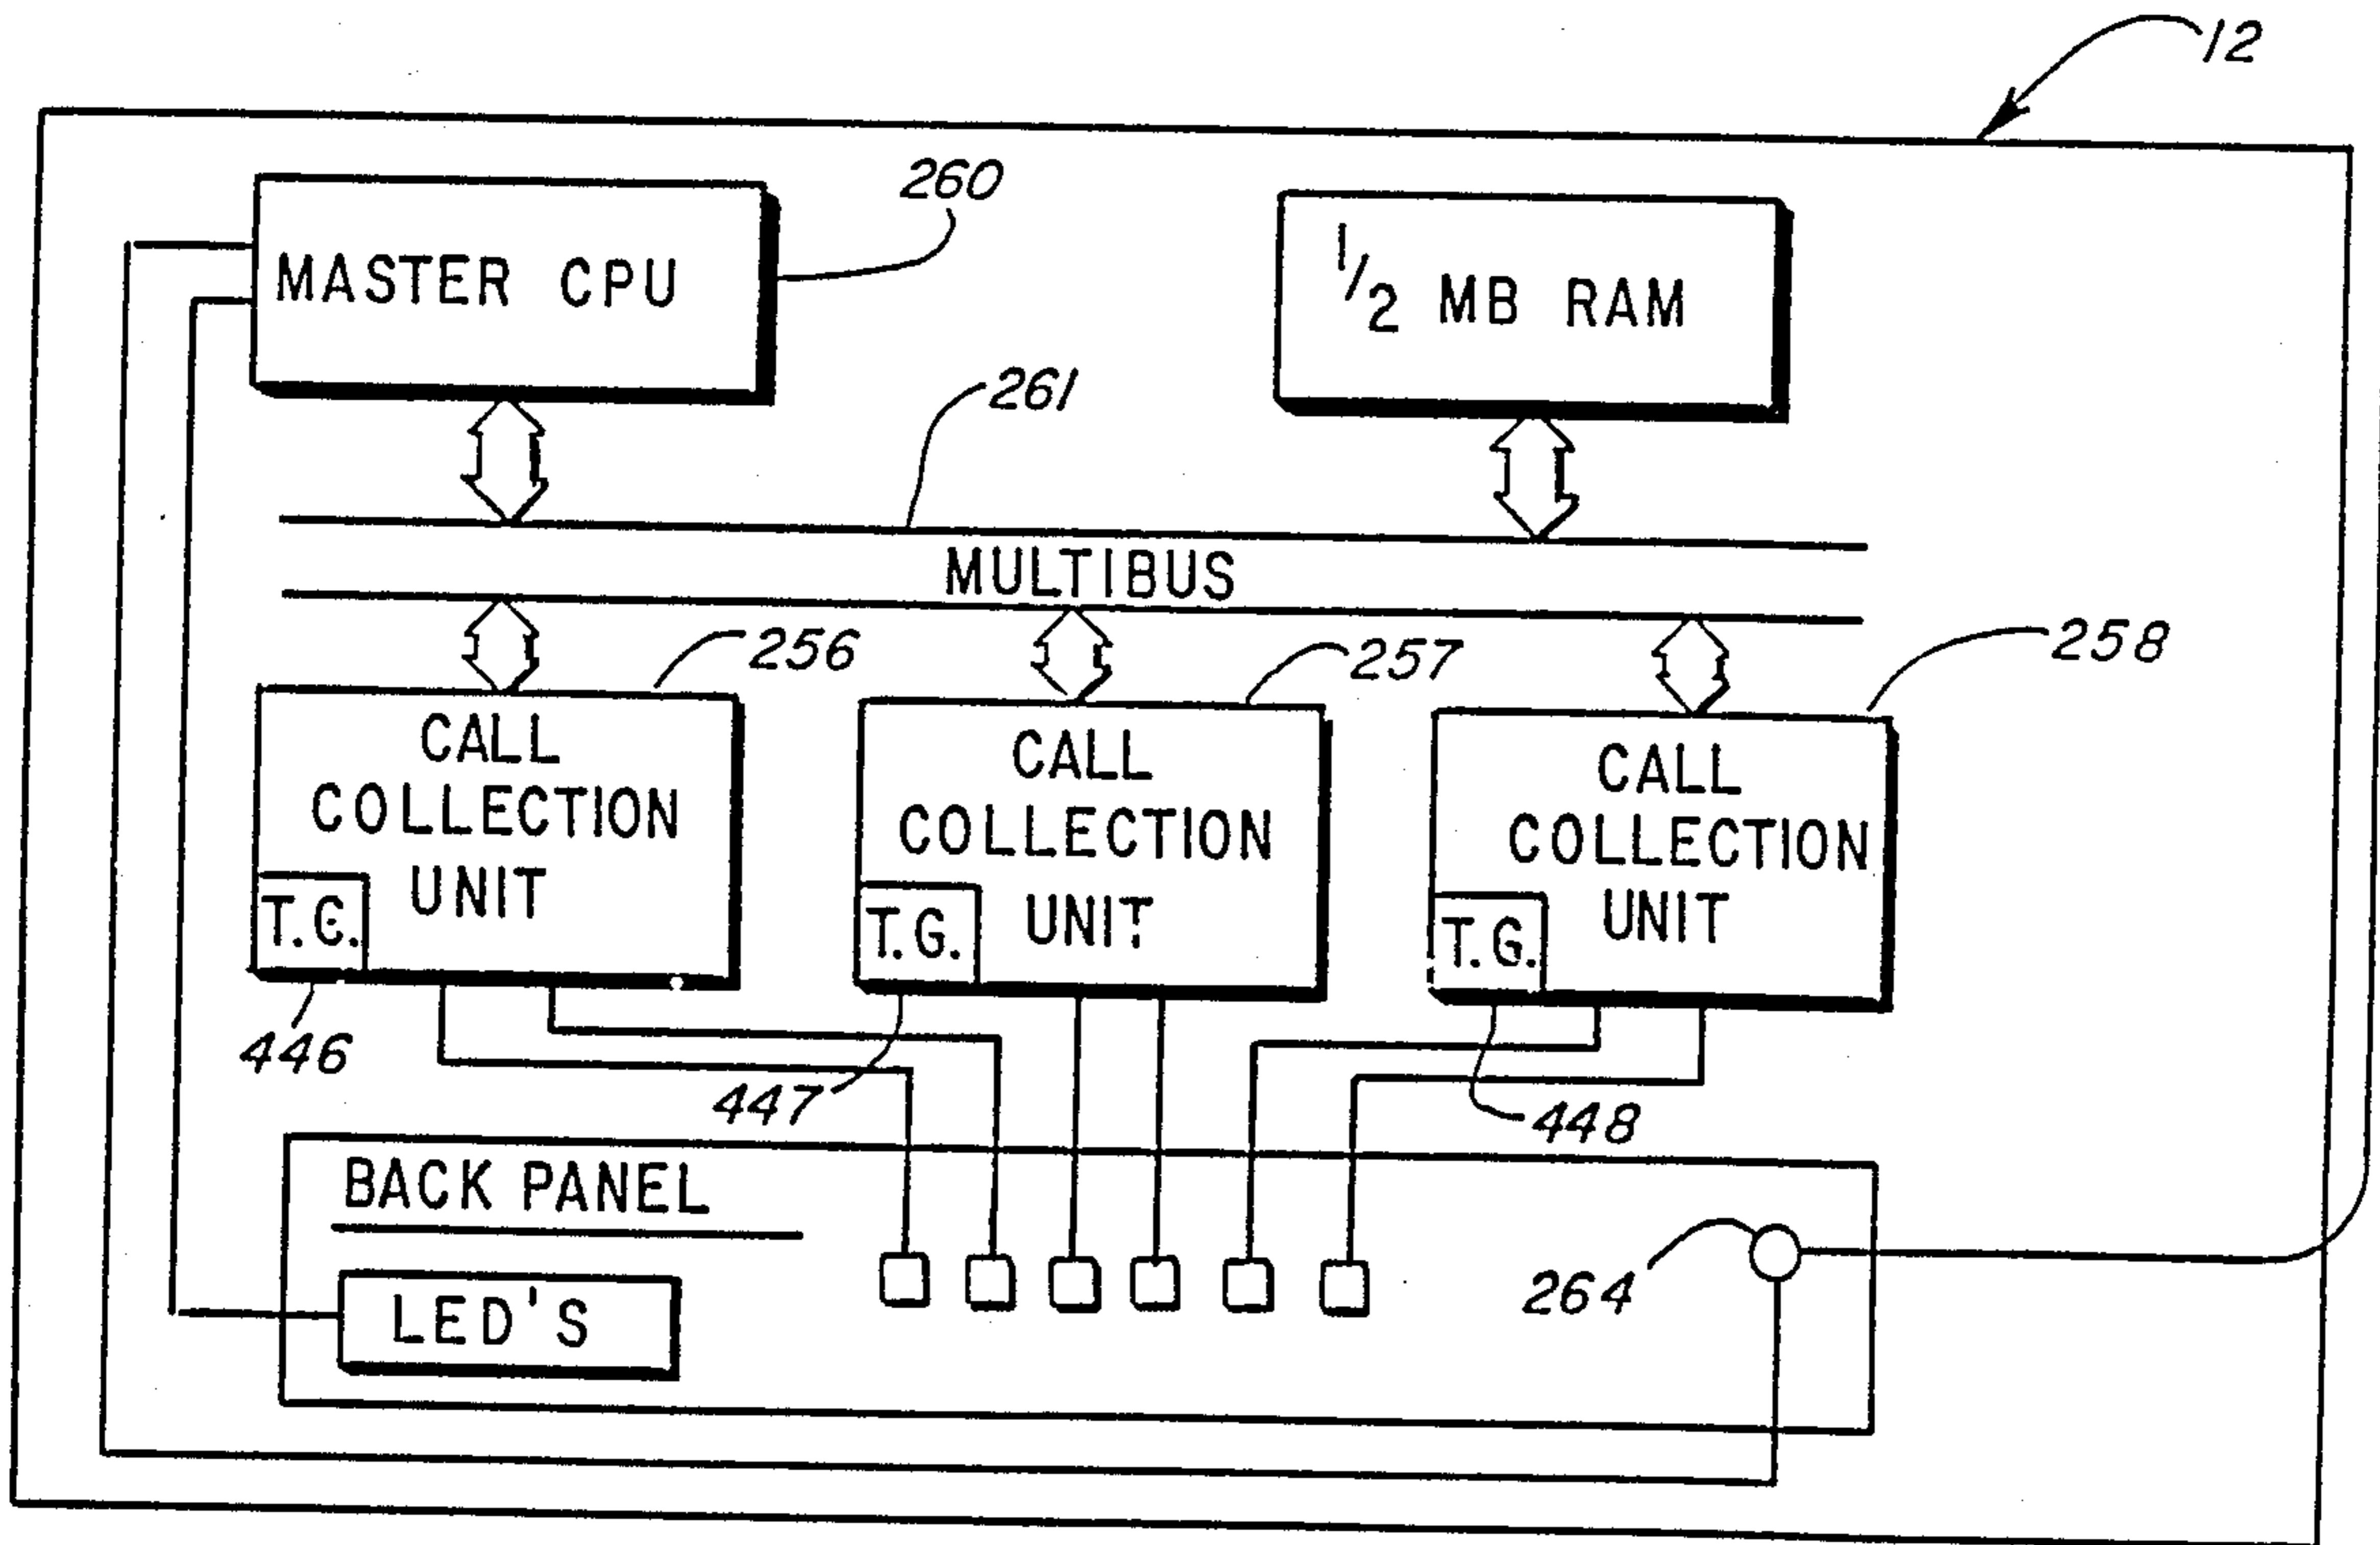 12
260
MASTER CPU
1/2 MB RAM
261
MULTIBUS
256
257
258
CALL
COLLECTION
UNIT
T.C.
CALL
COLLECTION
UNIT
T.G.
CALL
COLLECTION
UNIT
T.G.
446
447
448
BACK PANEL
LED'S
264